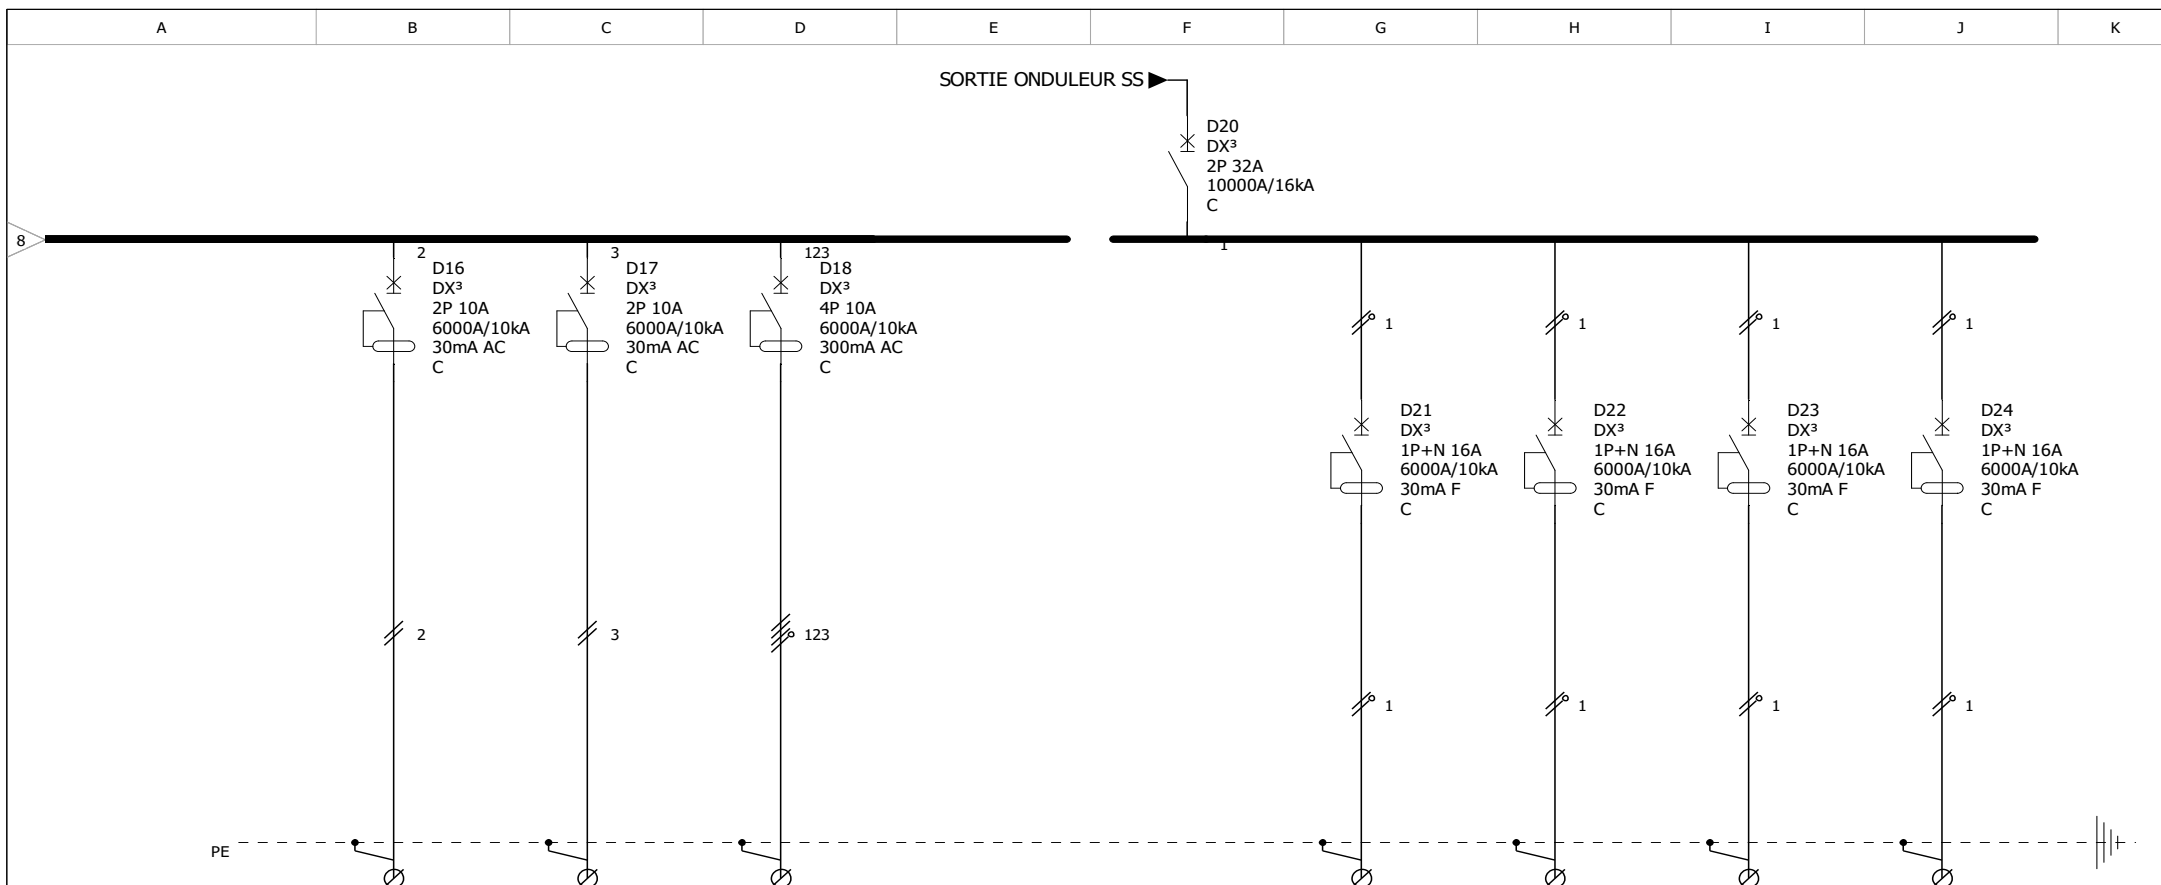 A B C D E F G H I J K
SORTIE ONDULEUR SS
D20
DX³
2P 32A
10000A/16kA
C
8
2
D16
DX³
2P 10A
6000A/10kA
30mA AC
C
3
D17
DX³
2P 10A
6000A/10kA
30mA AC
C
123
D18
DX³
4P 10A
6000A/10kA
300mA AC
C
1
1
1
1
1
D21
DX³
1P+N 16A
6000A/10kA
30mA F
C
D22
DX³
1P+N 16A
6000A/10kA
30mA F
C
D23
DX³
1P+N 16A
6000A/10kA
30mA F
C
D24
DX³
1P+N 16A
6000A/10kA
30mA F
C
2
3
123
1
1
1
1
PE